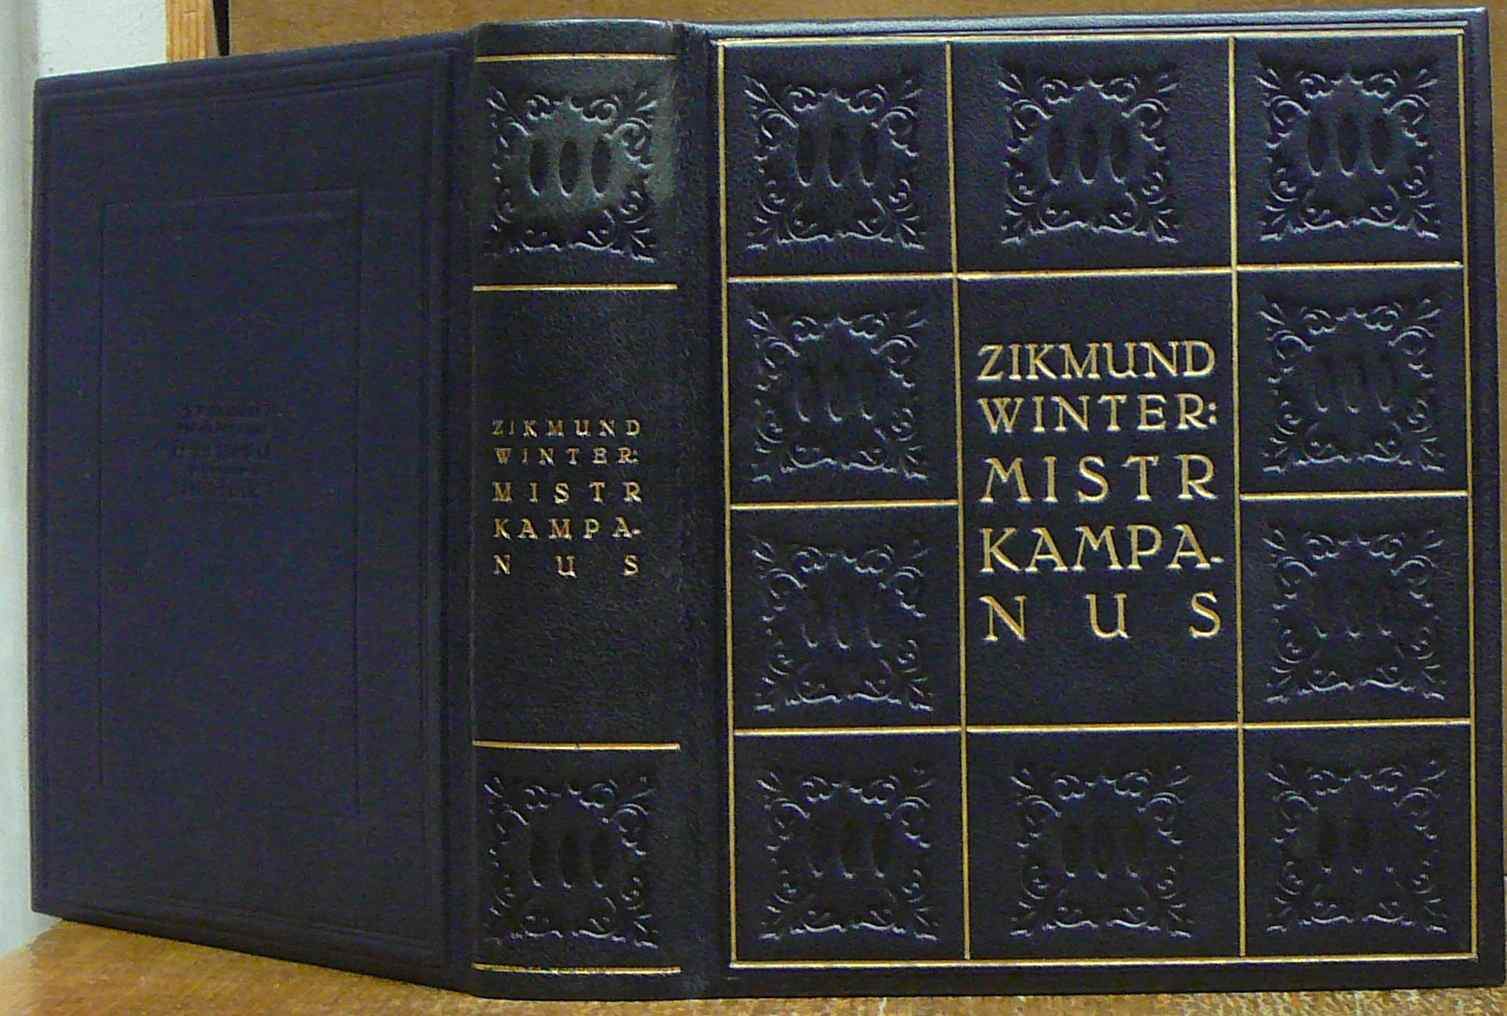 ZIKMUND
WINTER:
MISTR
KAMPA-
NUS
ZIKMUND
WINTER:
MISTR
KAMPA-
NUS